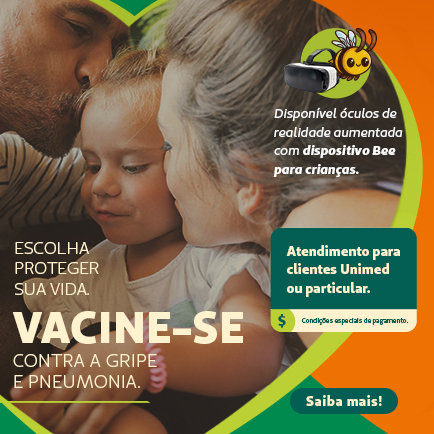 Disponível óculos de
realidade aumentada
com dispositivo Bee
para crianças.
ESCOLHA
PROTEGER
SUA VIDA.
VACINE-SE
CONTRA A GRIPE
E PNEUMONIA.
Atendimento para
clientes Unimed
ou particular.
$ Condições especiais de pagamento.
Saiba mais!